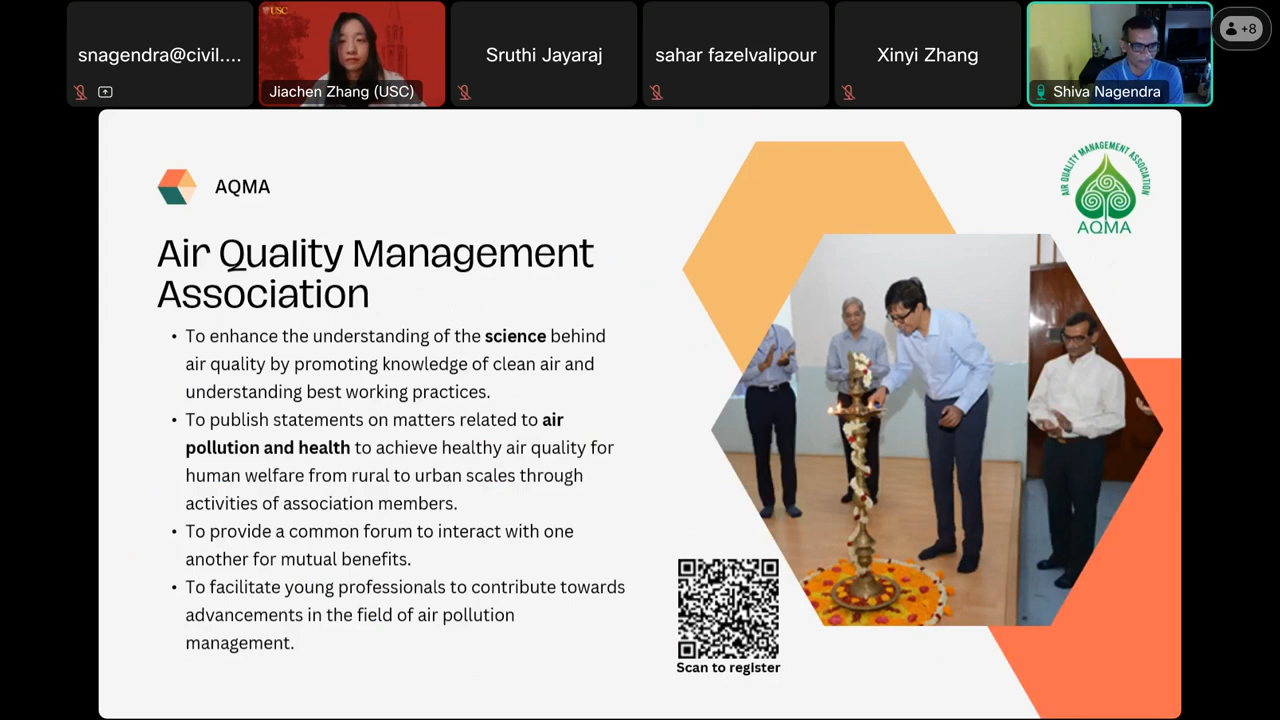 snagendra@civil....
USC
Jiachen Zhang (USC)
Sruthi Jayaraj
sahar fazelvalipour
Xinyi Zhang
Shiva Nagendra
+8
AQMA
AIR QUALITY MANAGEMENT ASSOCIATION
AQMA
Air Quality Management
Association
• To enhance the understanding of the science behind
air quality by promoting knowledge of clean air and
understanding best working practices.
• To publish statements on matters related to air
pollution and health to achieve healthy air quality for
human welfare from rural to urban scales through
activities of association members.
• To provide a common forum to interact with one
another for mutual benefits.
• To facilitate young professionals to contribute towards
advancements in the field of air pollution
management.
Scan to register